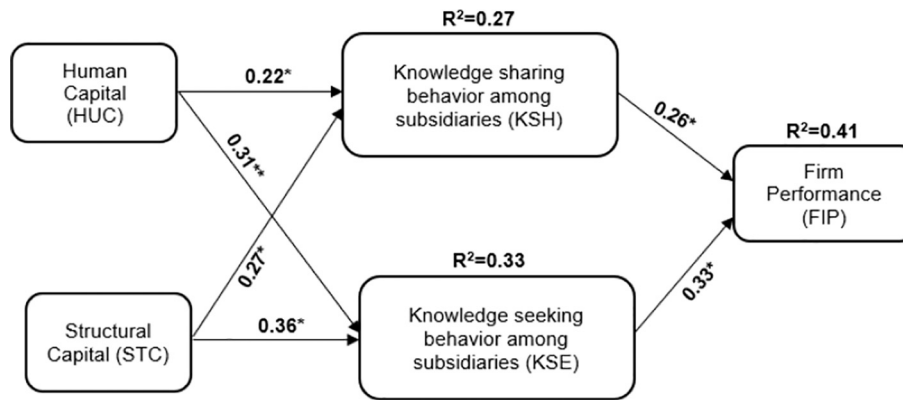 R²=0.27
Human
Capital
(HUC)
0.22*
Knowledge sharing
behavior among
subsidiaries (KSH)
0.26*
R²=0.41
Firm
Performance
(FIP)
0.31**
0.27*
R²=0.33
Structural
Capital (STC)
0.36*
Knowledge seeking
behavior among
subsidiaries (KSE)
0.33*